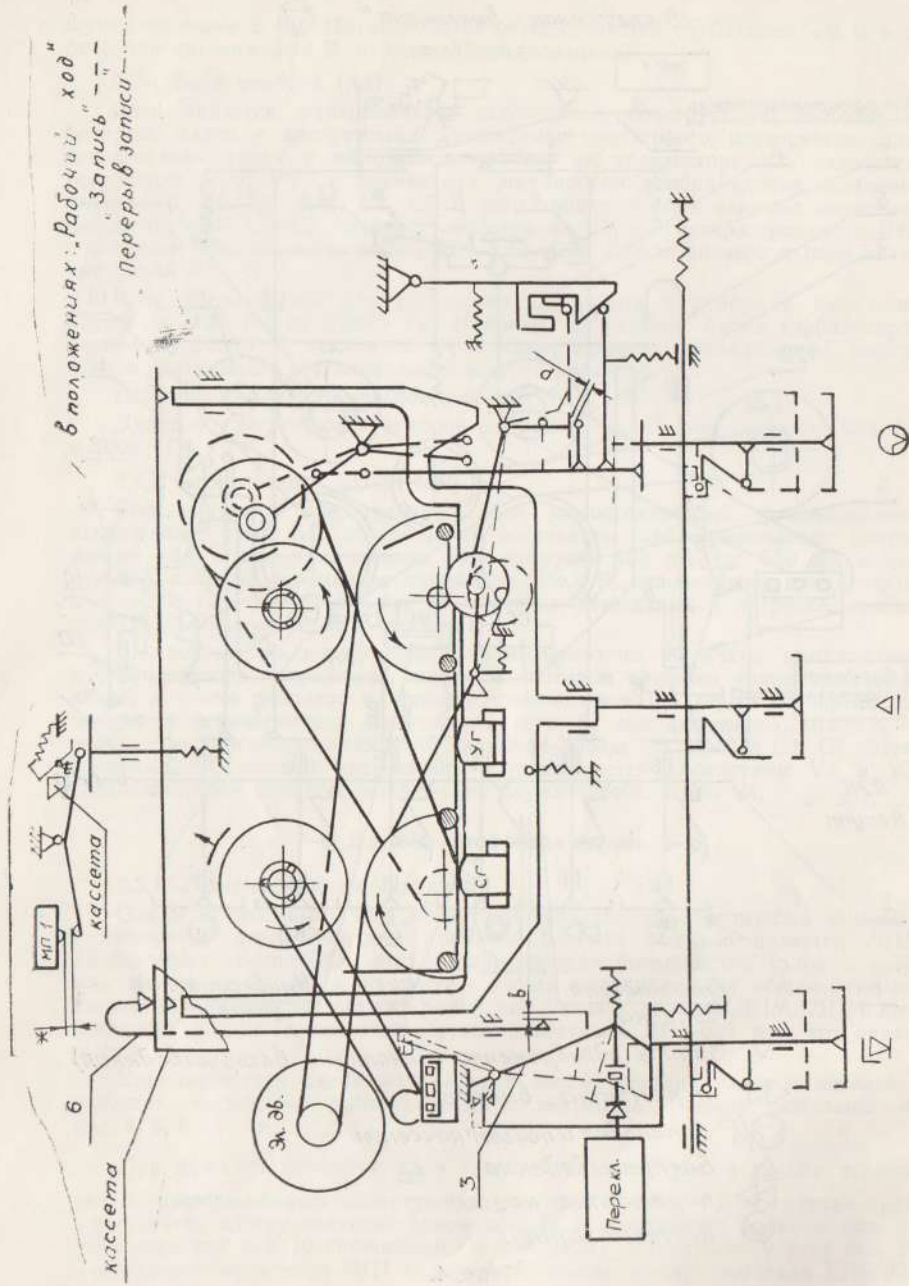 в положениях: „Рабочий ход"
"Запись" ---
Перерыв записи —·—
кассета
6
Ж
МП 1
кассета
Эл. дв.
СГ
УГ
а
в
3
Перекл.